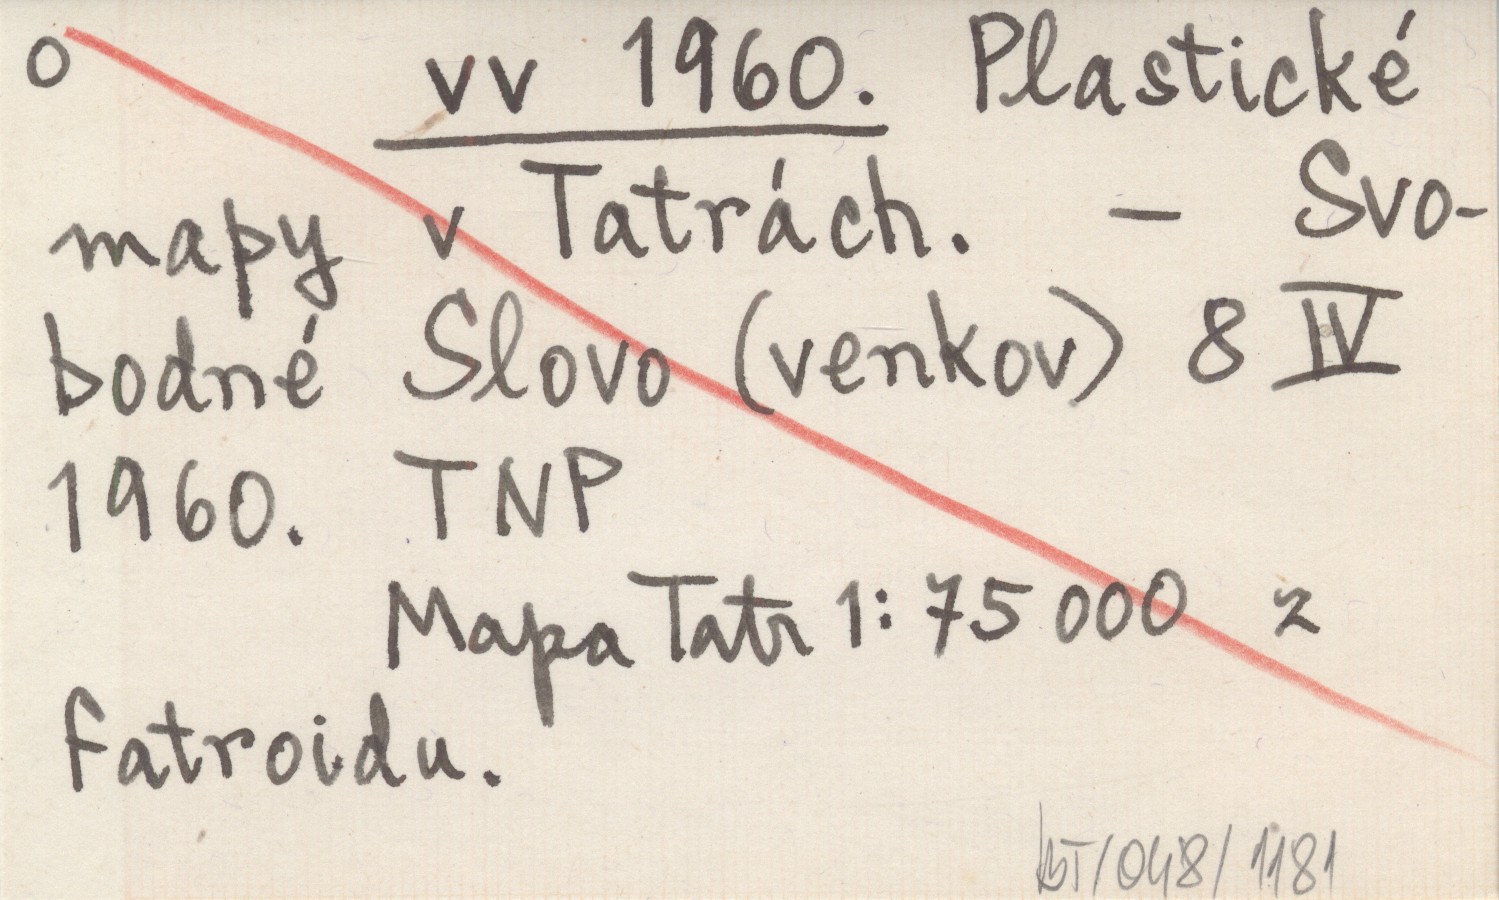 o vv 1960. Plastické
mapy v Tatrách. — Svo-
bodné Slovo (venkov) 8 IV
1960. TNP
Mapa Tatr 1:75 000 z
fatroidu.
/048/1181